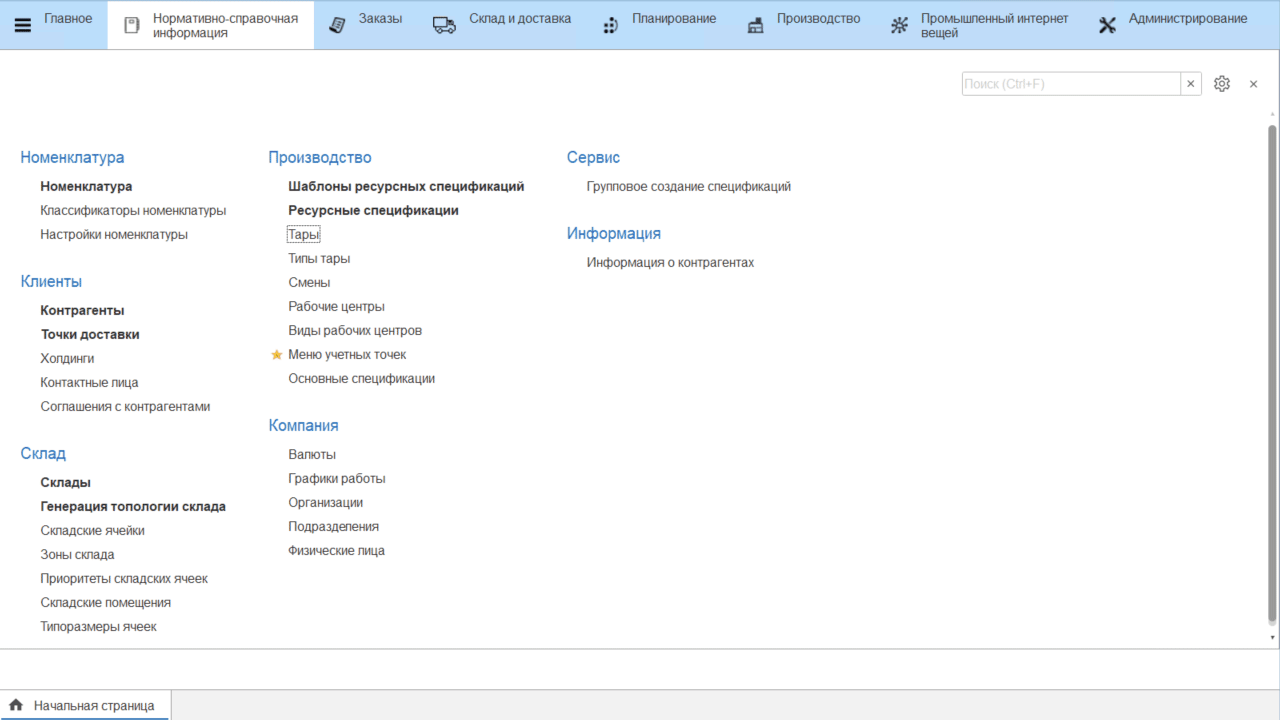 Главное
Нормативно-справочная
информация
Заказы
Склад и доставка
Планирование
Производство
Промышленный интернет
вещей
Администрирование
Поиск (Ctrl+F)
Номенклатура
Номенклатура
Классификаторы номенклатуры
Настройки номенклатуры
Клиенты
Контрагенты
Точки доставки
Холдинги
Контактные лица
Соглашения с контрагентами
Склад
Склады
Генерация топологии склада
Складские ячейки
Зоны склада
Приоритеты складских ячеек
Складские помещения
Типоразмеры ячеек
Производство
Шаблоны ресурсных спецификаций
Ресурсные спецификации
Тары
Типы тары
Смены
Рабочие центры
Виды рабочих центров
Меню учетных точек
Основные спецификации
Компания
Валюты
Графики работы
Организации
Подразделения
Физические лица
Сервис
Групповое создание спецификаций
Информация
Информация о контрагентах
Начальная страница